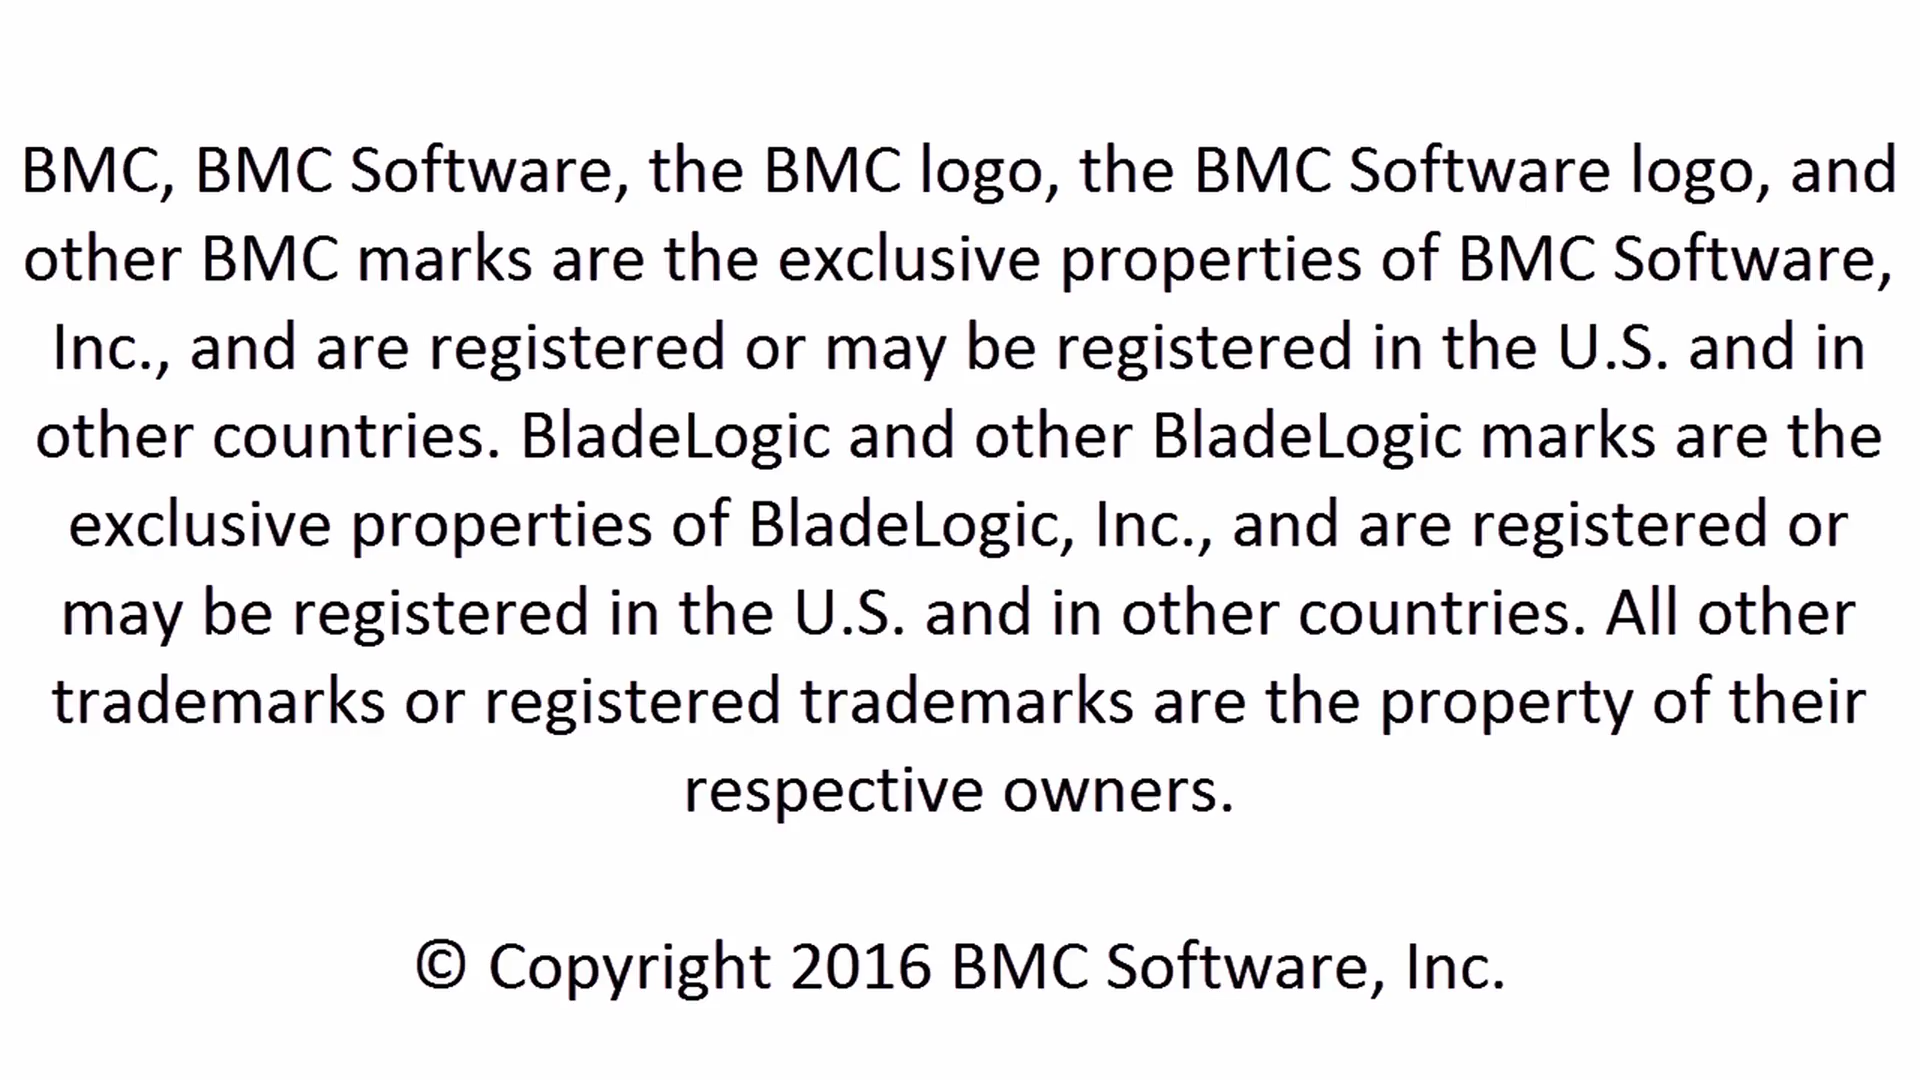 BMC, BMC Software, the BMC logo, the BMC Software logo, and
other BMC marks are the exclusive properties of BMC Software,
Inc., and are registered or may be registered in the U.S. and in
other countries. BladeLogic and other BladeLogic marks are the
exclusive properties of BladeLogic, Inc., and are registered or
may be registered in the U.S. and in other countries. All other
trademarks or registered trademarks are the property of their
respective owners.
© Copyright 2016 BMC Software, Inc.